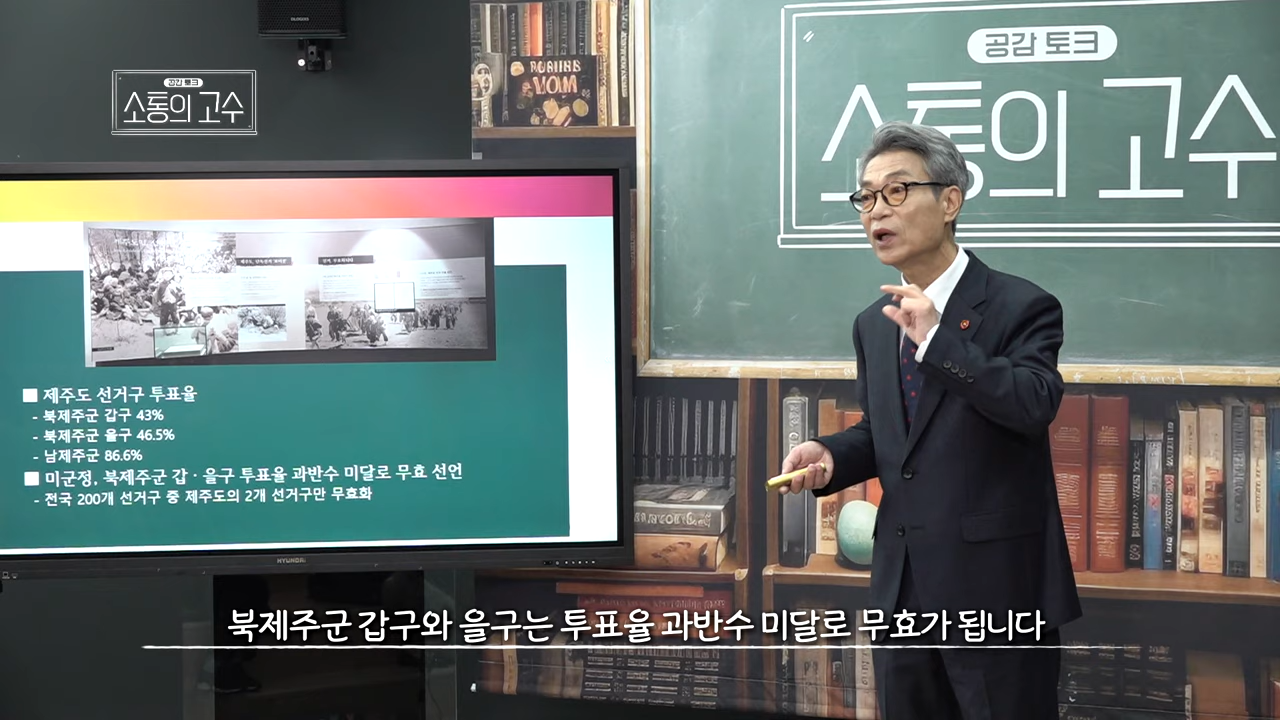 공감 토크
소통의 고수
공감 토크
소통의 고수
■ 제주도 선거구 투표율
- 북제주군 갑구 43%
- 북제주군 을구 46.5%
- 남제주군 86.6%
■ 미군정, 북제주군 갑 · 을구 투표율 과반수 미달로 무효 선언
- 전국 200개 선거구 중 제주도의 2개 선거구만 무효화
HYUNDAI
북제주군 갑구와 을구는 투표율 과반수 미달로 무효가 됩니다